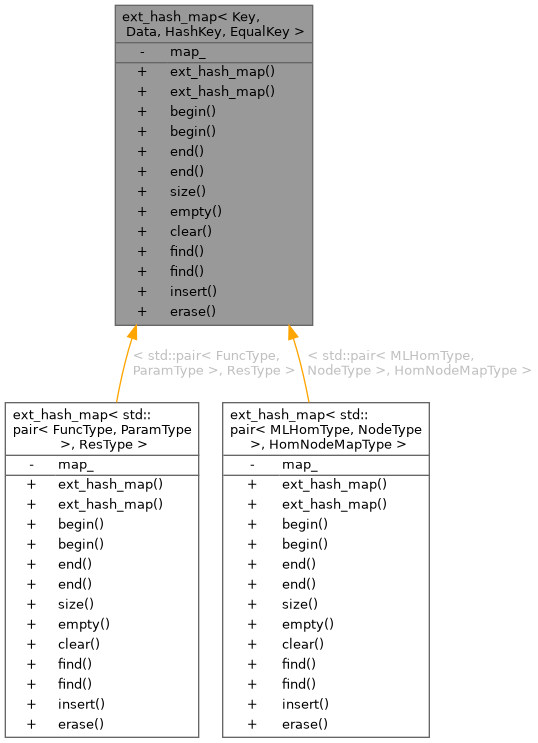 ext_hash_map< Key,
Data, HashKey, EqualKey >
- map_
+ ext_hash_map()
+ ext_hash_map()
+ begin()
+ begin()
+ end()
+ end()
+ size()
+ empty()
+ clear()
+ find()
+ find()
+ insert()
+ erase()
< std::pair< FuncType,
ParamType >, ResType >
< std::pair< MLHomType,
NodeType >, HomNodeMapType >
ext_hash_map< std::
pair< FuncType, ParamType
>, ResType >
- map_
+ ext_hash_map()
+ ext_hash_map()
+ begin()
+ begin()
+ end()
+ end()
+ size()
+ empty()
+ clear()
+ find()
+ find()
+ insert()
+ erase()
ext_hash_map< std::
pair< MLHomType, NodeType
>, HomNodeMapType >
- map_
+ ext_hash_map()
+ ext_hash_map()
+ begin()
+ begin()
+ end()
+ end()
+ size()
+ empty()
+ clear()
+ find()
+ find()
+ insert()
+ erase()